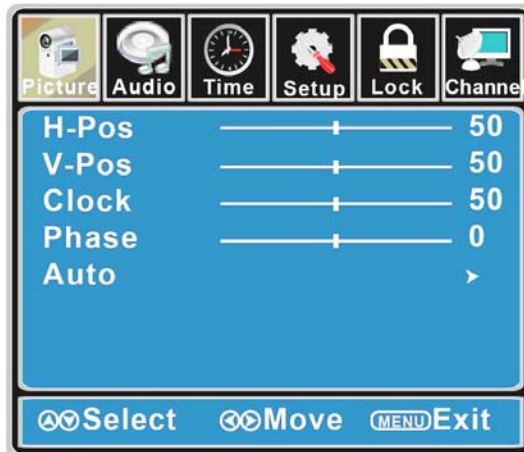 Picture Audio Time Setup Lock Channe
H-Pos 50
V-Pos 50
Clock 50
Phase 0
Auto
Select Move MENU Exit